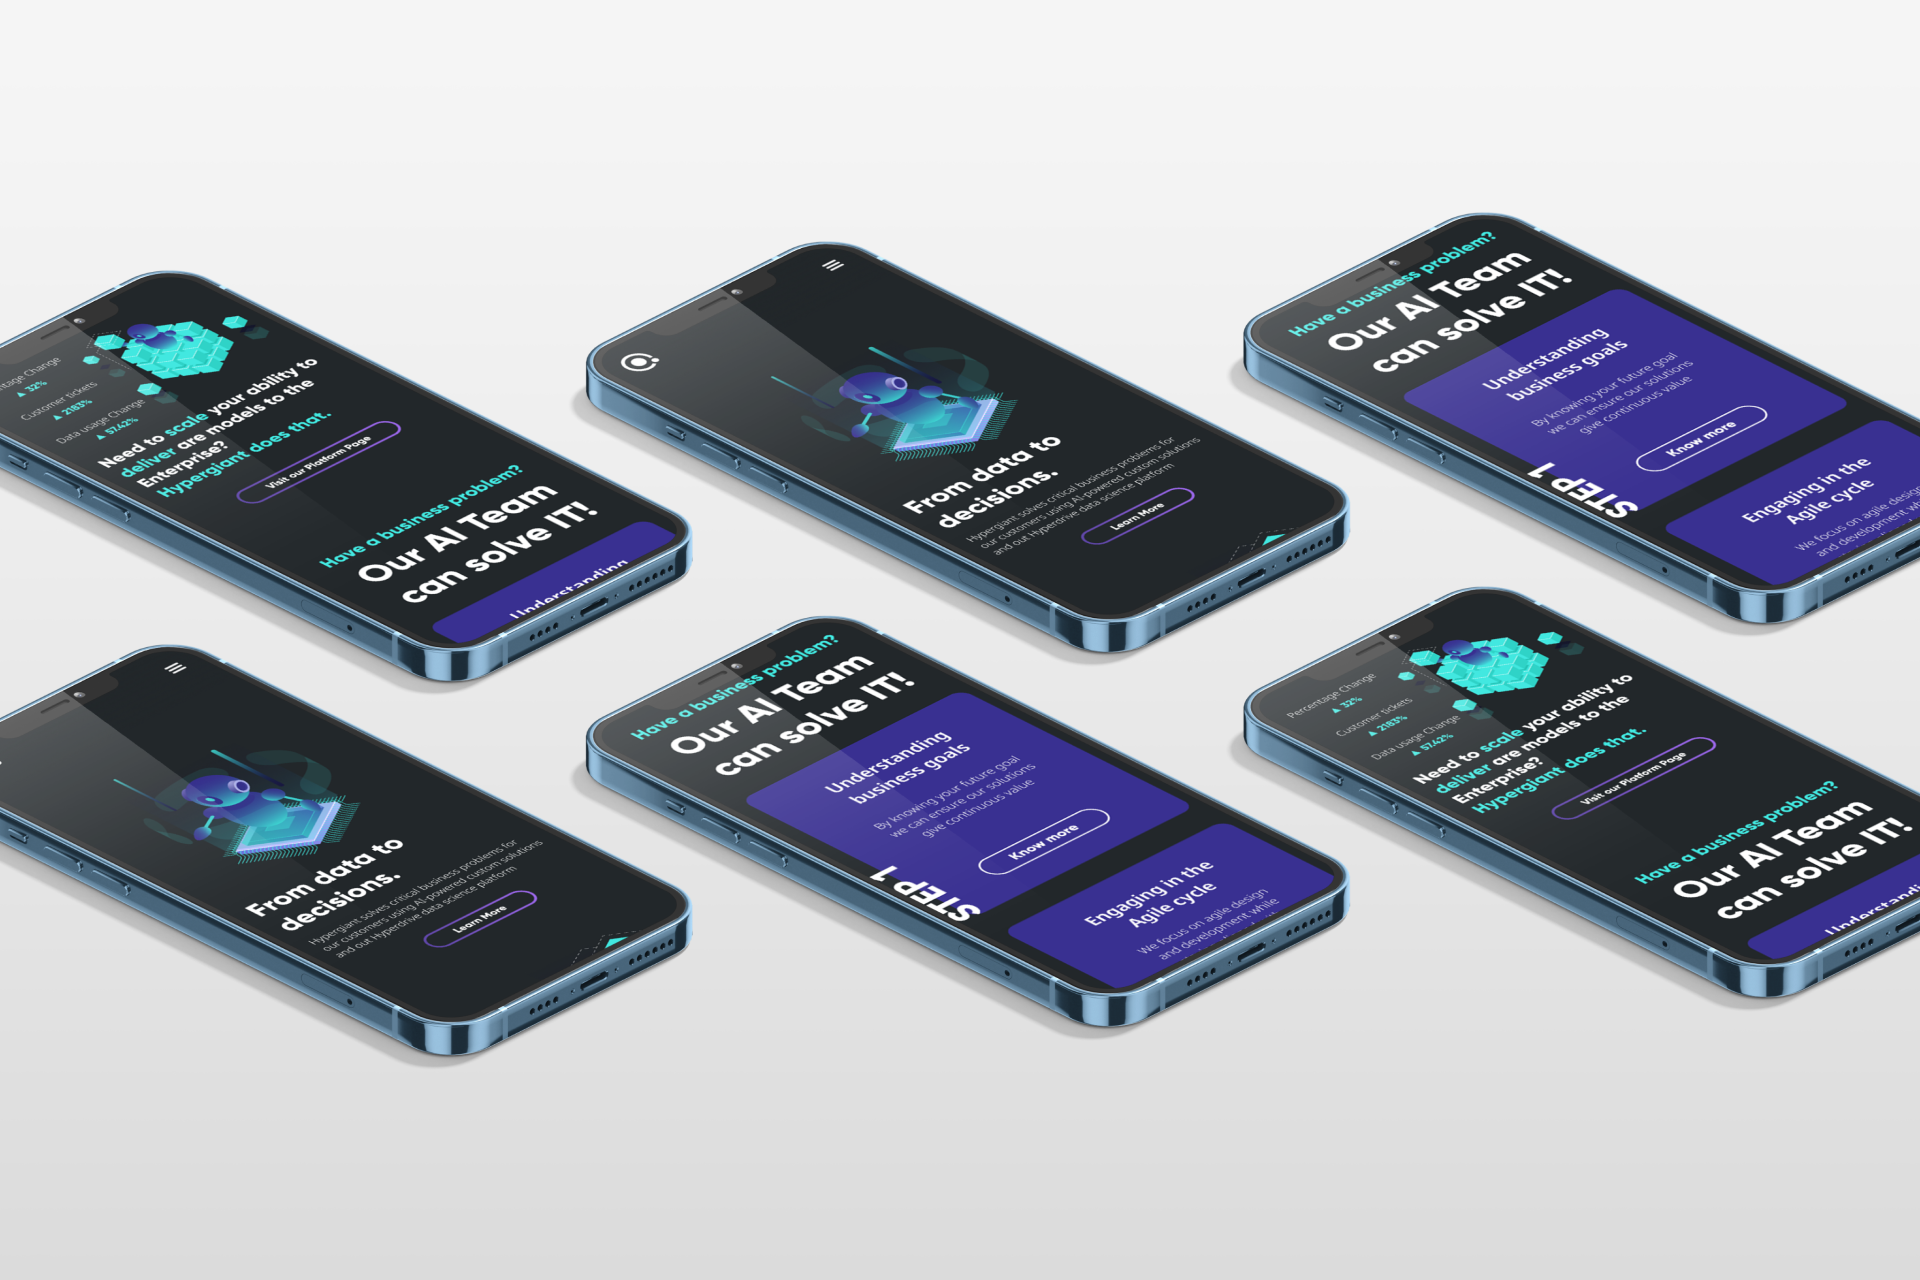 Percentage Change
▲ 32%
Customer tickets
▲ 2183%
Data usage Change
▲ 57.42%
Need to scale your ability to
deliver are models to the
Enterprise?
Hypergiant does that.
Visit our Platform Page
Have a business problem?
Our AI Team
can solve IT!
Understanding
From data to
decisions.
Hypergiant solves critical business problems for
our customers using AI-powered custom solutions
and out Hyperdrive data science platform
Learn More
Have a business problem?
Our AI Team
can solve IT!
Understanding
business goals
By knowing your future goal
we can ensure our solutions
give continuous value
Know more
STEP 1
Engaging in the
Agile cycle
We focus on agile design
and development while
From data to
decisions.
Hypergiant solves critical business problems for
our customers using AI-powered custom solutions
and out Hyperdrive data science platform
Learn More
Have a business problem?
Our AI Team
can solve IT!
Understanding
business goals
By knowing your future goal
we can ensure our solutions
give continuous value
Know more
STEP 1
Engaging in the
Agile cycle
We focus on agile design
and development while
Percentage Change
▲ 32%
Customer tickets
▲ 2183%
Data usage Change
▲ 57.42%
Need to scale your ability to
deliver are models to the
Enterprise?
Hypergiant does that.
Visit our Platform Page
Have a business problem?
Our AI Team
can solve IT!
Understanding